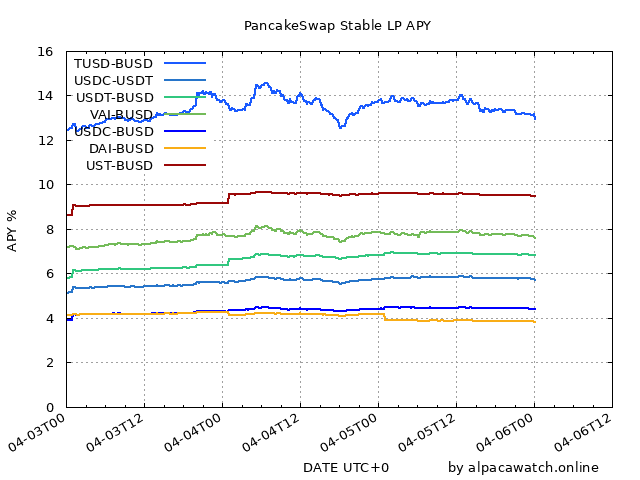 PancakeSwap Stable LP APY
16
14
12
10
8
6
4
2
0
APY %
TUSD-BUSD
USDC-USDT
USDT-BUSD
VAI-BUSD
USDC-BUSD
DAI-BUSD
UST-BUSD
04-03T00
04-03T12
04-04T00
04-04T12
04-05T00
04-05T12
04-06T00
04-06T12
DATE UTC+0
by alpacawatch.online